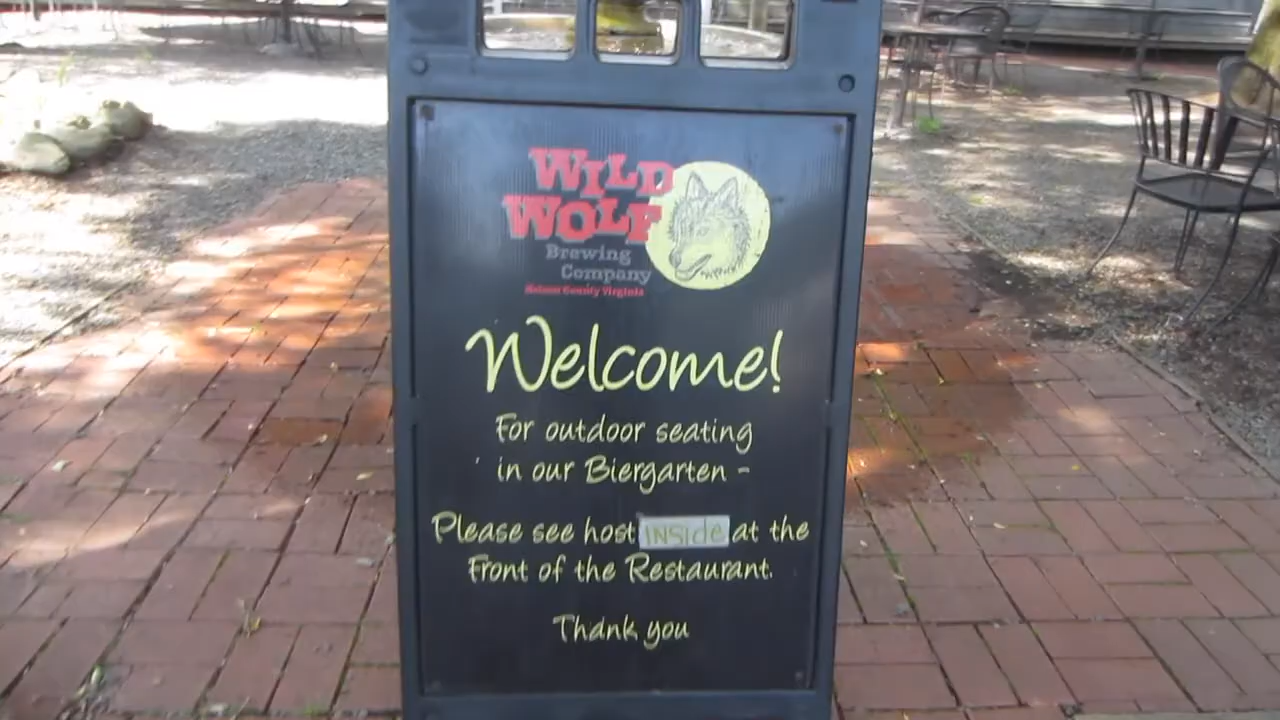 WILD
WOLF
Brewing
Company
Nelson County Virginia
Welcome!
For outdoor seating
in our Biergarten -
Please see host INSide at the
Front of the Restaurant.
Thank you